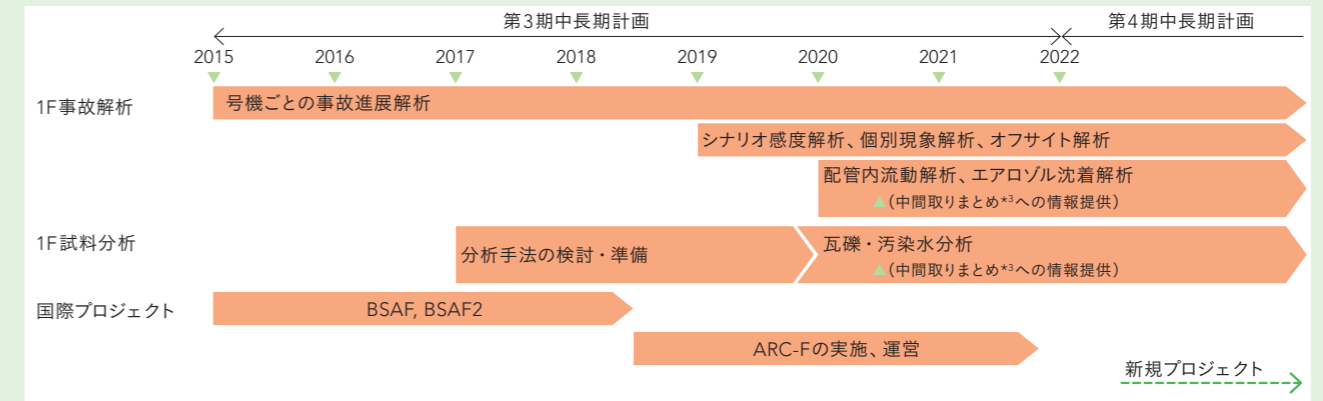 第3期中長期計画
第4期中長期計画
2015
2016
2017
2018
2019
2020
2021
2022
1F事故解析
号機ごとの事故進展解析
シナリオ感度解析、個別現象解析、オフサイト解析
配管内流動解析、エアロゾル沈着解析
▲(中間取りまとめ*3への情報提供)
1F試料分析
分析手法の検討・準備
瓦礫・汚染水分析
▲(中間取りまとめ*3への情報提供)
国際プロジェクト
BSAF, BSAF2
ARC-Fの実施、運営
新規プロジェクト